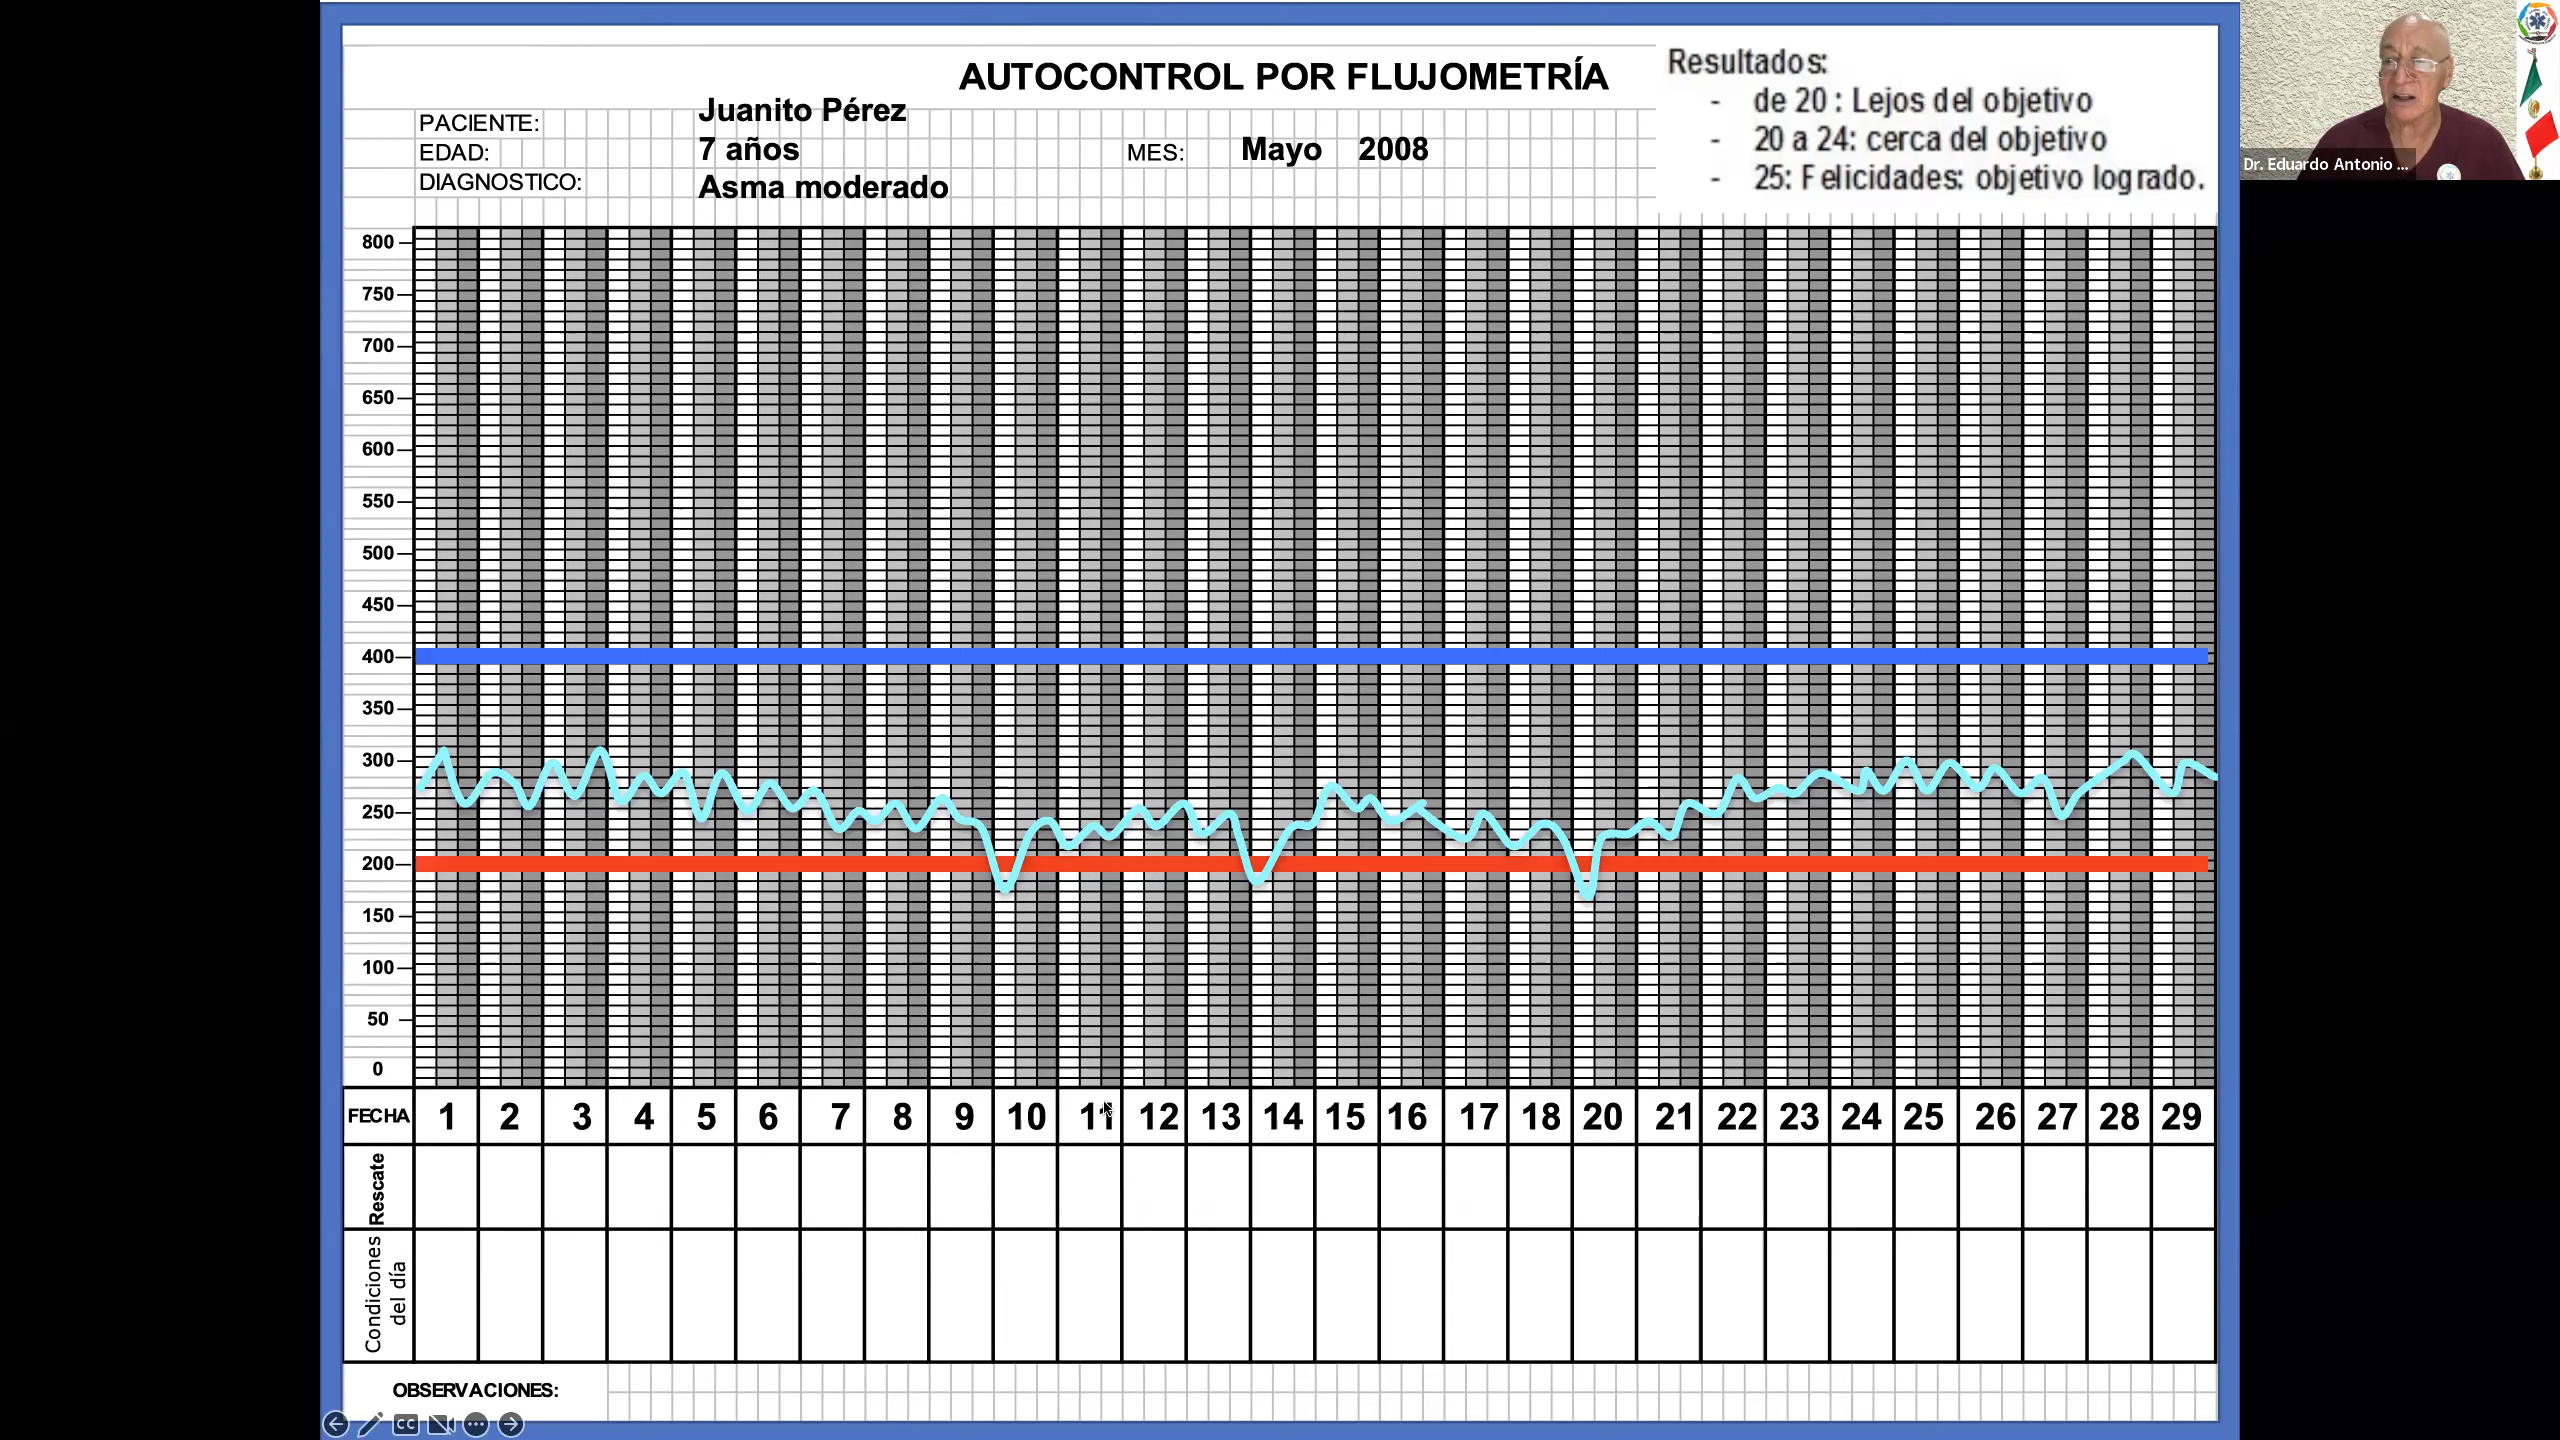 AUTOCONTROL POR FLUJOMETRÍA
PACIENTE: Juanito Pérez
EDAD: 7 años
MES: Mayo 2008
DIAGNOSTICO: Asma moderado
Resultados:
- de 20 : Lejos del objetivo
- 20 a 24: cerca del objetivo
- 25: Felicidades: objetivo logrado.
Dr. Eduardo Antonio ...
800
750
700
650
600
550
500
450
400
350
300
250
200
150
100
50
0
FECHA 1 2 3 4 5 6 7 8 9 10 11 12 13 14 15 16 17 18 20 21 22 23 24 25 26 27 28 29
Rescate
Condiciones
del día
OBSERVACIONES:
CC